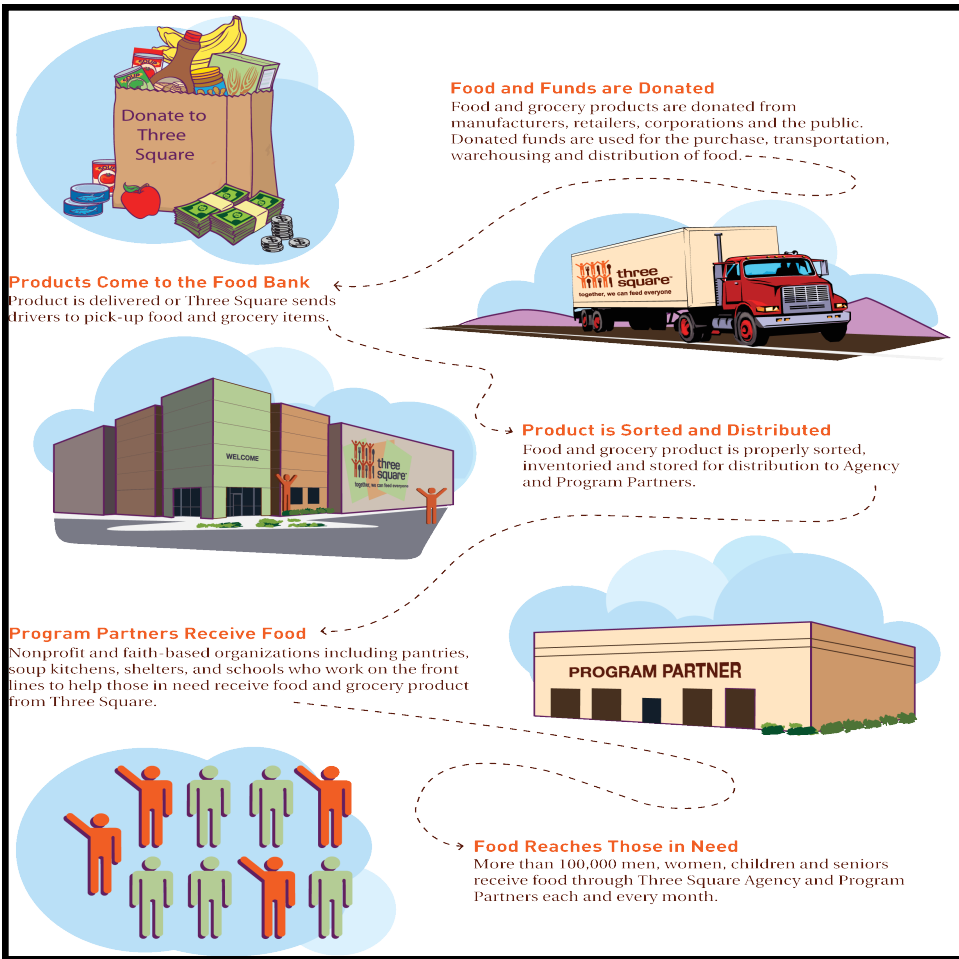 Donate to
Three
Square
Food and Funds are Donated
Food and grocery products are donated from
manufacturers, retailers, corporations and the public.
Donated funds are used for the purchase, transportation,
warhousing and distribution of food.
three
square
together, we can feed everyone
Products Come to the Food Bank
Product is delivered or Three Square sends
drivers to pick-up food and grocery items.
WELCOME
three
square
together, we can feed everyone
Product is Sorted and Distributed
Food and grocery product is properly sorted,
inventoried and stored for distribution to Agency
and Program Partners.
Program Partners Receive Food
Nonprofit and faith-based organizations including pantries,
soup kitchens, shelters, and schools who work on the front
lines to help those in need receive food and grocery product
from Three Square.
PROGRAM PARTNER
Food Reaches Those in Need
More than 100,000 men, women, children and seniors
receive food through Three Square Agency and Program
Partners each and every month.